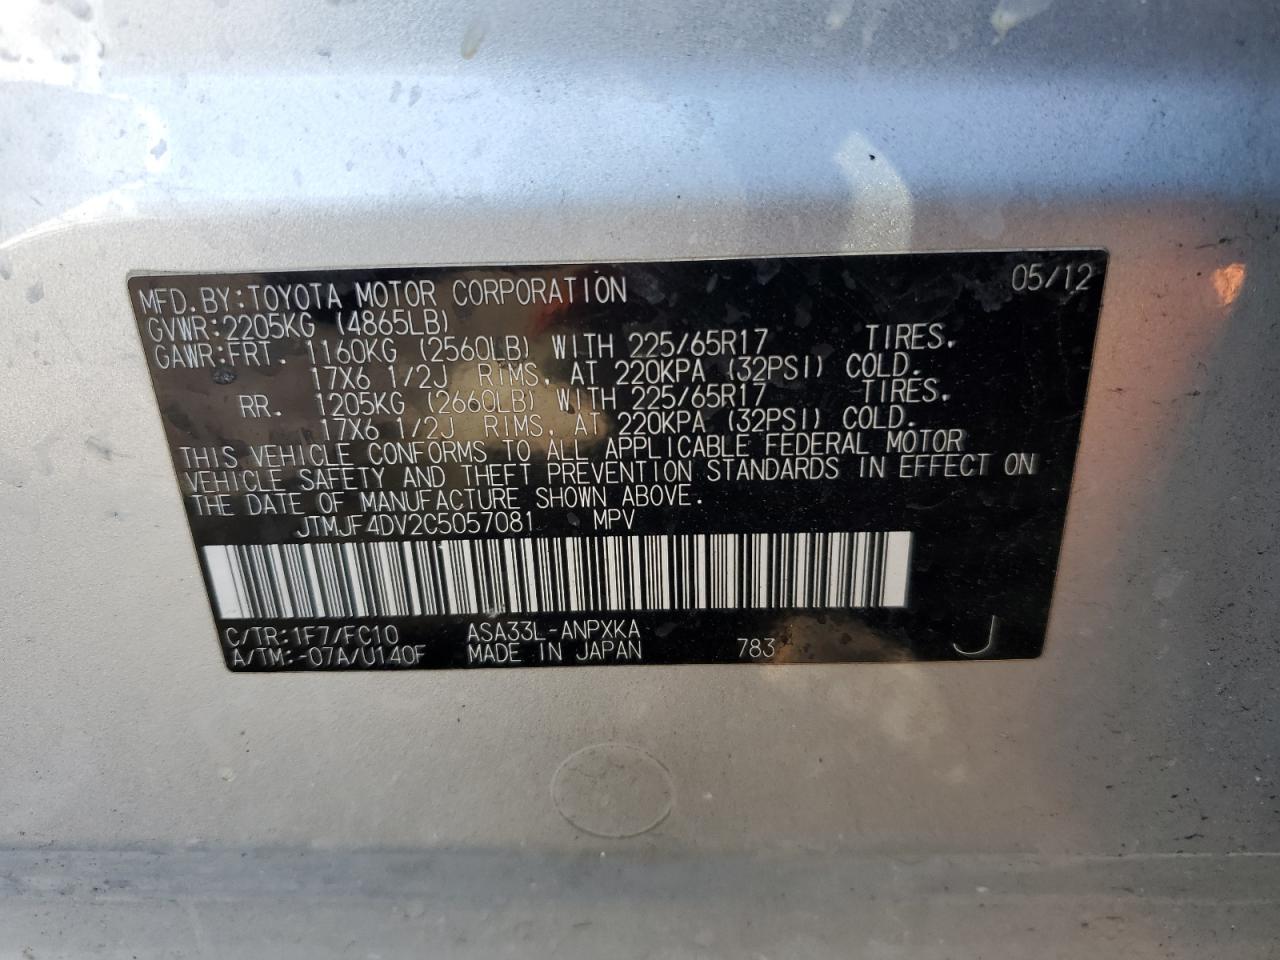 MFD.BY:TOYOTA MOTOR CORPORATION 05/12
GVWR:2205KG (4865LB)
GAWR:FRT. 1160KG (2560LB) WITH 225/65R17 TIRES.
17X6 1/2J RIMS, AT 220KPA (32PSI) COLD.
RR. 1205KG (2660LB) WITH 225/65R17 TIRES.
17X6 1/2J RIMS, AT 220KPA (32PSI) COLD.
THIS VEHICLE CONFORMS TO ALL APPLICABLE FEDERAL MOTOR
VEHICLE SAFETY AND THEFT PREVENTION STANDARDS IN EFFECT ON
THE DATE OF MANUFACTURE SHOWN ABOVE.
JTMJF4DV2C5057081 MPV
C/TR:1F7/FC10 ASA33L-ANPXKA
A/TM:-07A/U140F MADE IN JAPAN 783 J